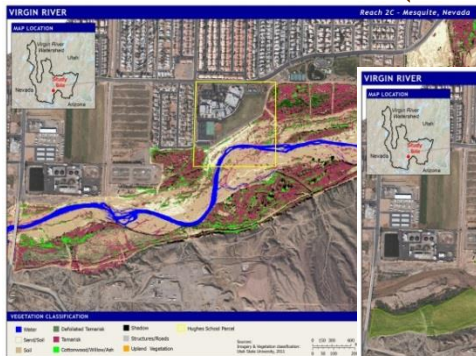 VIRGIN RIVER
Reach 2C - Mesquite, Nevada
MAP LOCATION
Virgin River
Watershed
Utah
Study
Site
Nevada
Arizona
VEGETATION CLASSIFICATION
Water
Sand/Soil
Soil
Defoliated Tamarisk
Tamarisk
Cottonwood/Willow/Ash
Shadow
Structures/Roads
Upland Vegetation
Hughes School Parcel
Sources:
Imagery & Vegetation classification:
Utah State University, 2011
VIRGIN RIVER
MAP LOCATION
Virgin River
Watershed
Utah
Study
Site
Nevada
Arizona